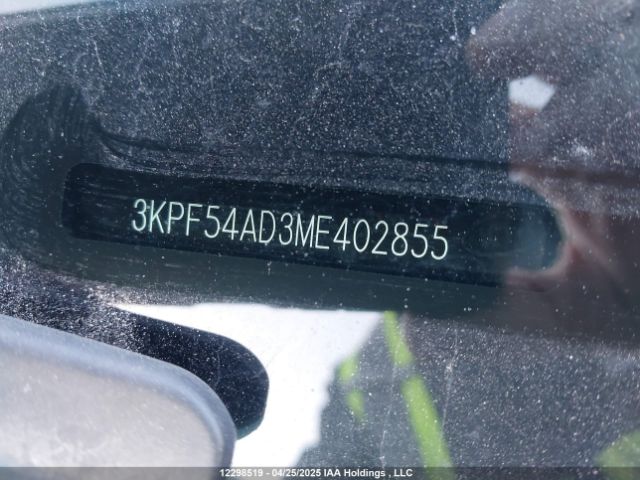 3KPF54AD3ME402855
12298519 - 04/25/2025 IAA Holdings , LLC